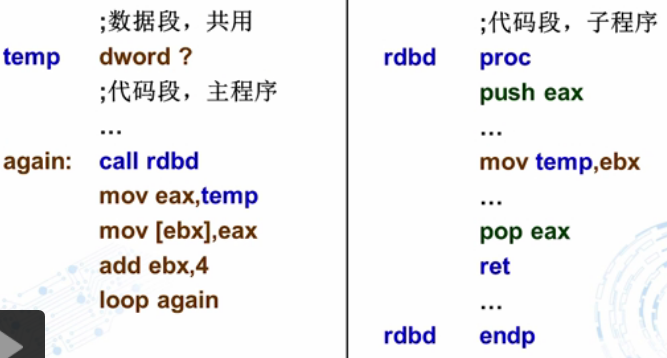 ;数据段，共用
temp dword ?
;代码段，主程序
...
again: call rdbd
mov eax,temp
mov [ebx],eax
add ebx,4
loop again
;代码段，子程序
rdbd proc
push eax
...
mov temp,ebx
...
pop eax
ret
...
rdbd endp